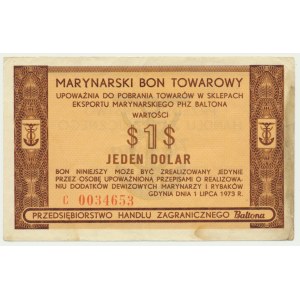 MARYNARSKI BON TOWAROWY
UPOWAŻNIA DO POBRANIA TOWARÓW W SKLEPACH
EKSPORTU MARYNARSKIEGO PHZ BALTONA
WARTOŚCI
$1$
JEDEN DOLAR
BON NINIEJSZY MOŻE BYĆ ZREALIZOWANY JEDYNIE
PRZEZ OSOBĘ UPOWAŻNIONĄ PRZEPISAMI O REALIZOWA-
NIU DODATKÓW DEWIZOWYCH MARYNARZY I RYBAKÓW
GDYNIA DNIA 1 LIPCA 1973 R.
C 0034653
PRZEDSIĘBIORSTWO HANDLU ZAGRANICZNEGO Baltona